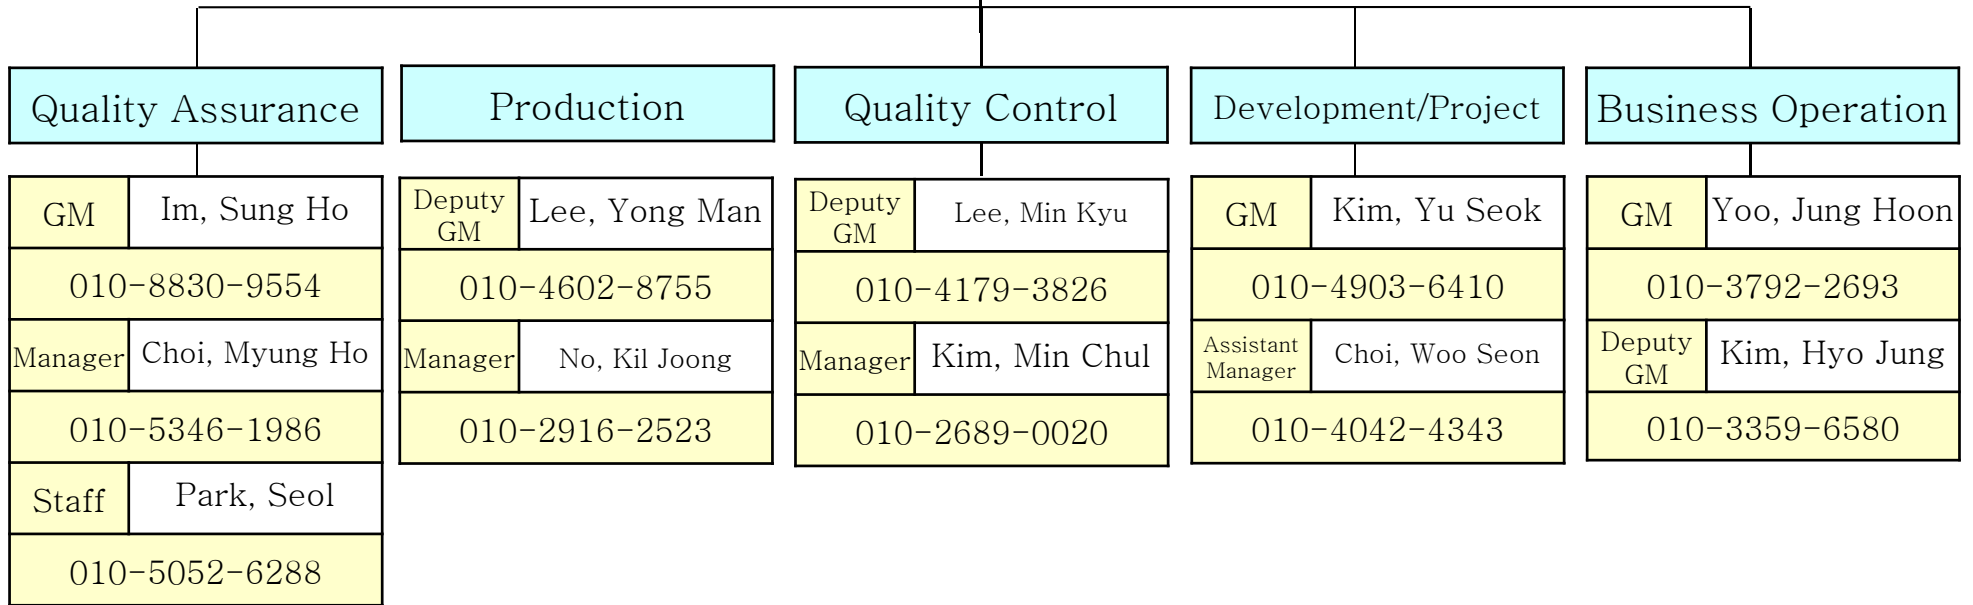 Quality Assurance
Production
Quality Control
Development/Project
Business Operation
GM
Im, Sung Ho
010-8830-9554
Manager
Choi, Myung Ho
010-5346-1986
Staff
Park, Seol
010-5052-6288
Deputy
GM
Lee, Yong Man
010-4602-8755
Manager
No, Kil Joong
010-2916-2523
Deputy
GM
Lee, Min Kyu
010-4179-3826
Manager
Kim, Min Chul
010-2689-0020
GM
Kim, Yu Seok
010-4903-6410
Assistant
Manager
Choi, Woo Seon
010-4042-4343
GM
Yoo, Jung Hoon
010-3792-2693
Deputy
GM
Kim, Hyo Jung
010-3359-6580